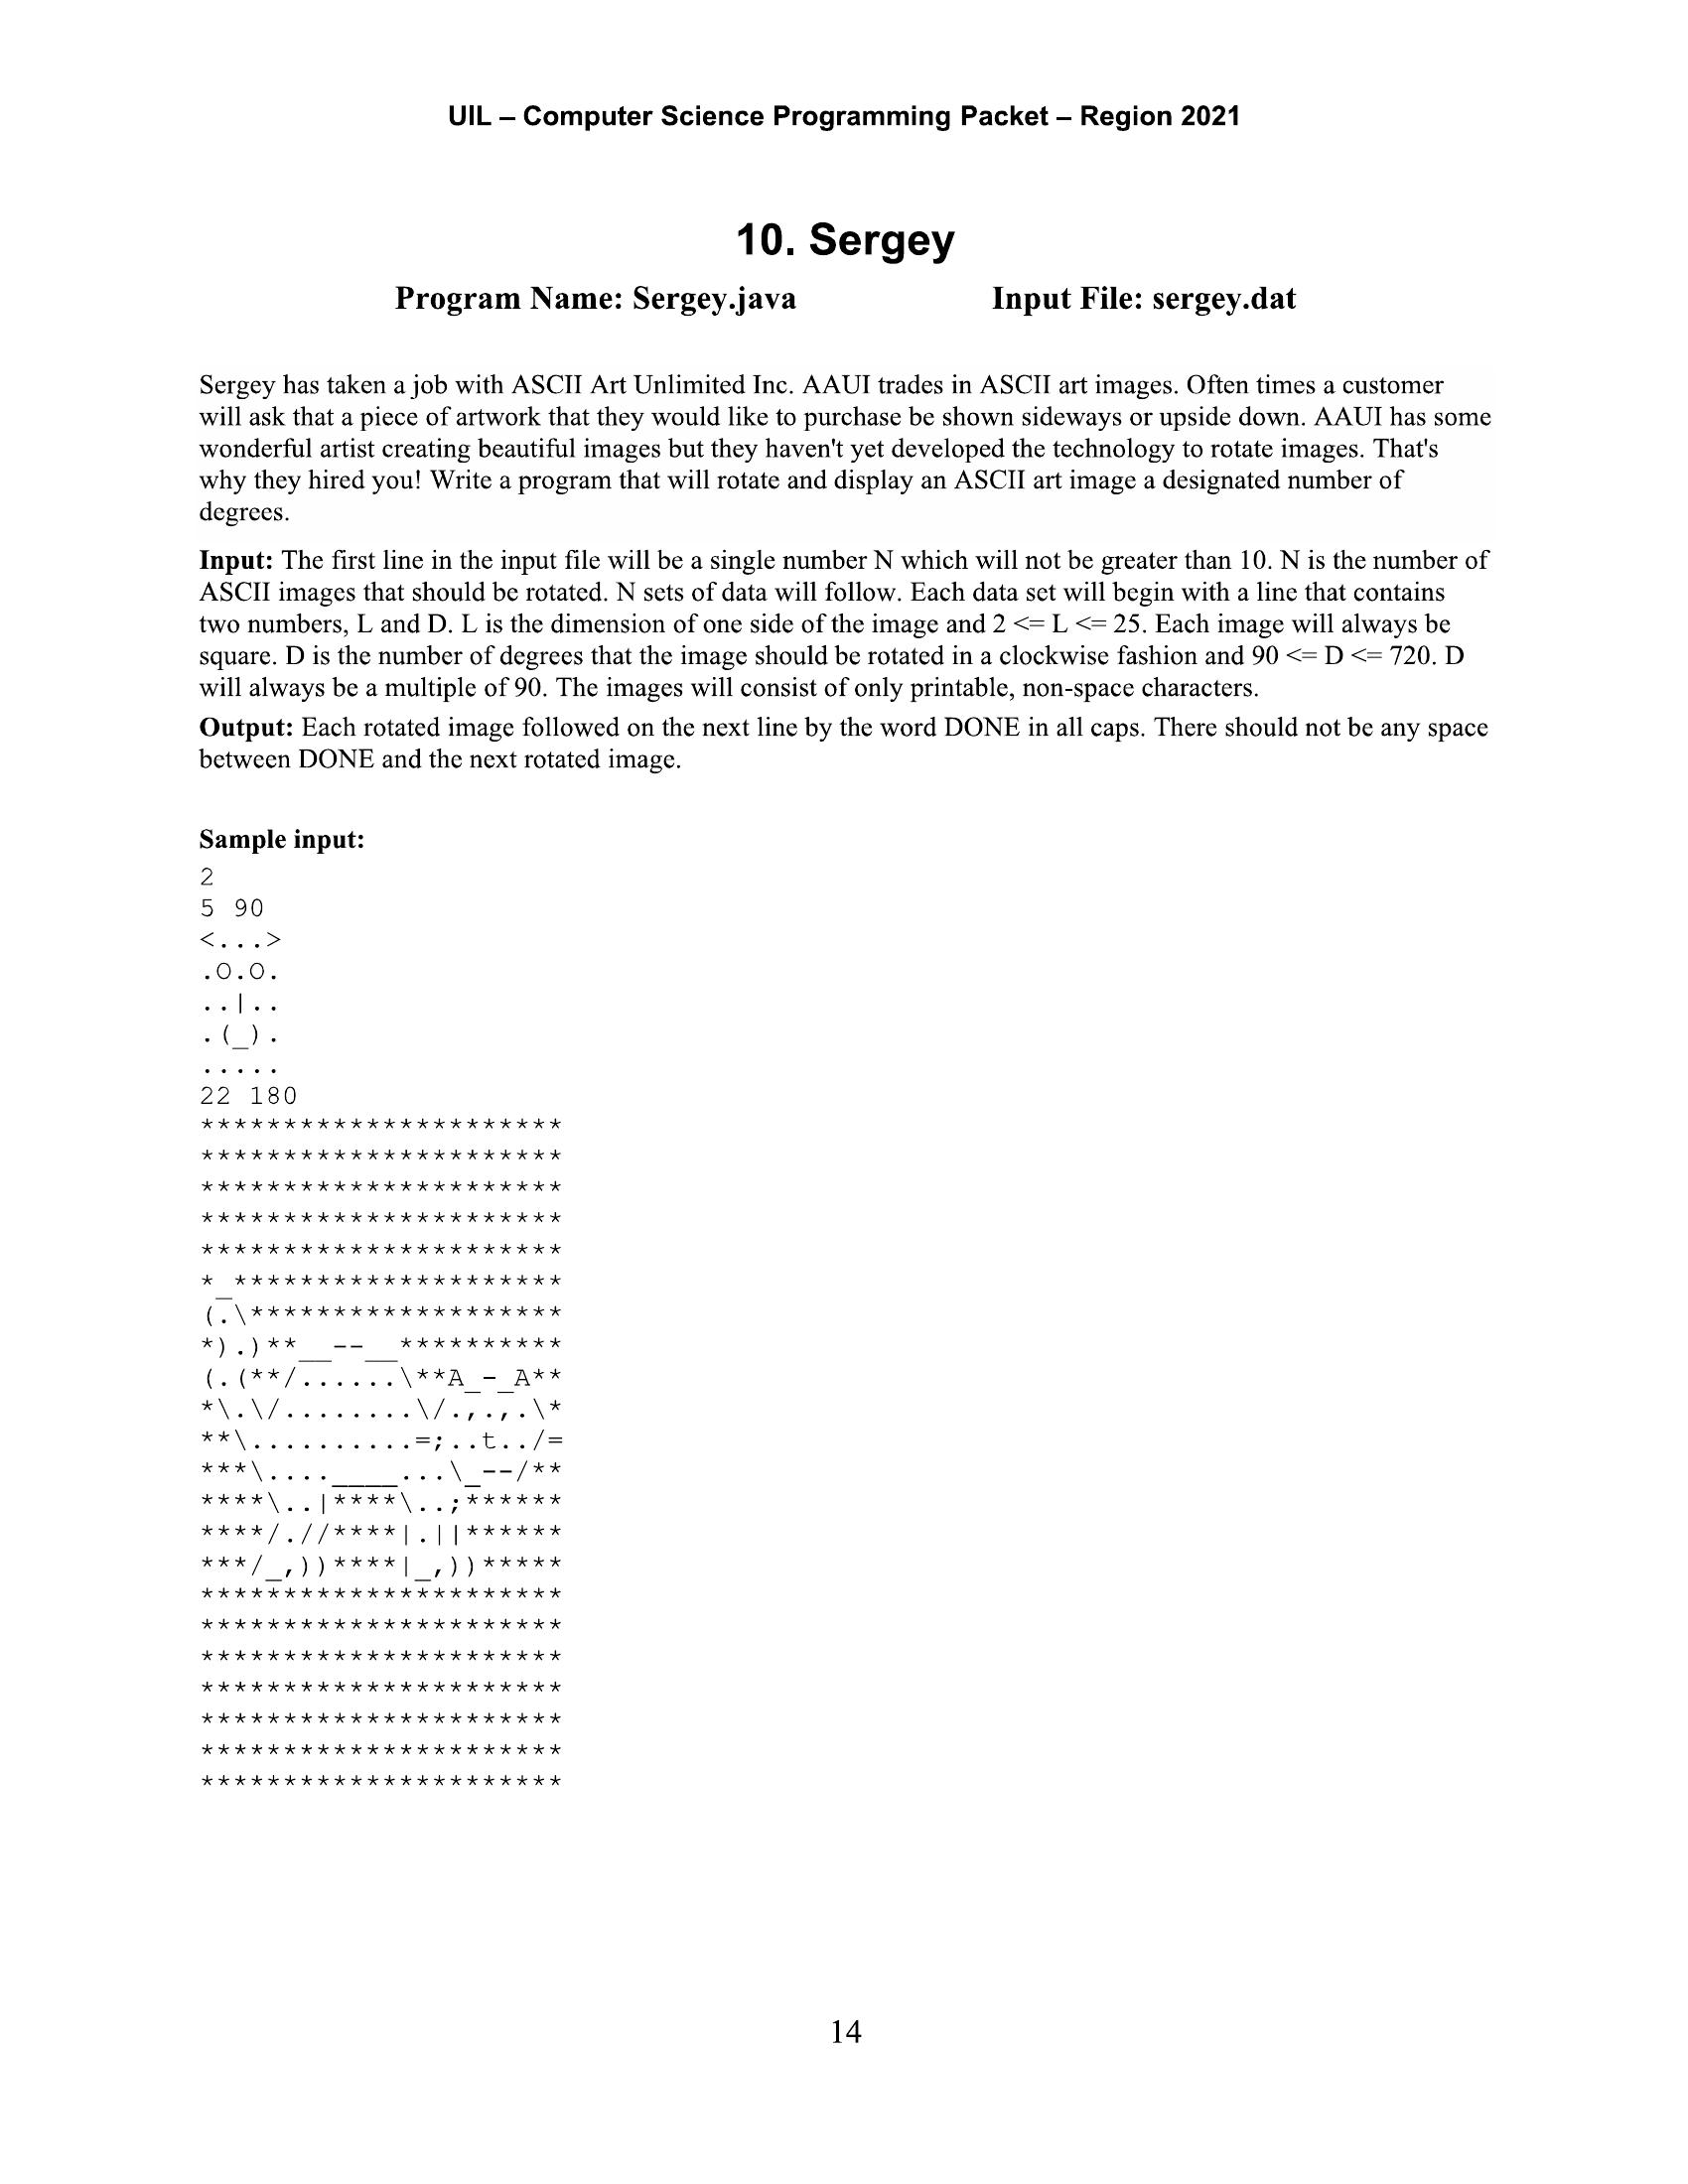 UIL – Computer Science Programming Packet – Region 2021
10. Sergey
Program Name: Sergey.java Input File: sergey.dat
Sergey has taken a job with ASCII Art Unlimited Inc. AAUI trades in ASCII art images. Often times a customer
will ask that a piece of artwork that they would like to purchase be shown sideways or upside down. AAUI has some
wonderful artist creating beautiful images but they haven't yet developed the technology to rotate images. That's
why they hired you! Write a program that will rotate and display an ASCII art image a designated number of
degrees.
Input: The first line in the input file will be a single number N which will not be greater than 10. N is the number of
ASCII images that should be rotated. N sets of data will follow. Each data set will begin with a line that contains
two numbers, L and D. L is the dimension of one side of the image and 2 <= L <= 25. Each image will always be
square. D is the number of degrees that the image should be rotated in a clockwise fashion and 90 <= D <= 720. D
will always be a multiple of 90. The images will consist of only printable, non-space characters.
Output: Each rotated image followed on the next line by the word DONE in all caps. There should not be any space
between DONE and the next rotated image.
Sample input:
2
5 90
<...>
.O.O.
..|..
.(_).
.....
22 180
**********************
**********************
**********************
**********************
**********************
*_********************
(.\*******************
*).)**__--__**********
(.(**/......\**A_-_A**
*\.\/........\/.,.,.\*
**\..........=;..t../=
***\....____...\_--/**
****\..|****\..;******
****/.//****|.||******
***/_,))****|_,))*****
**********************
**********************
**********************
**********************
**********************
**********************
**********************
14